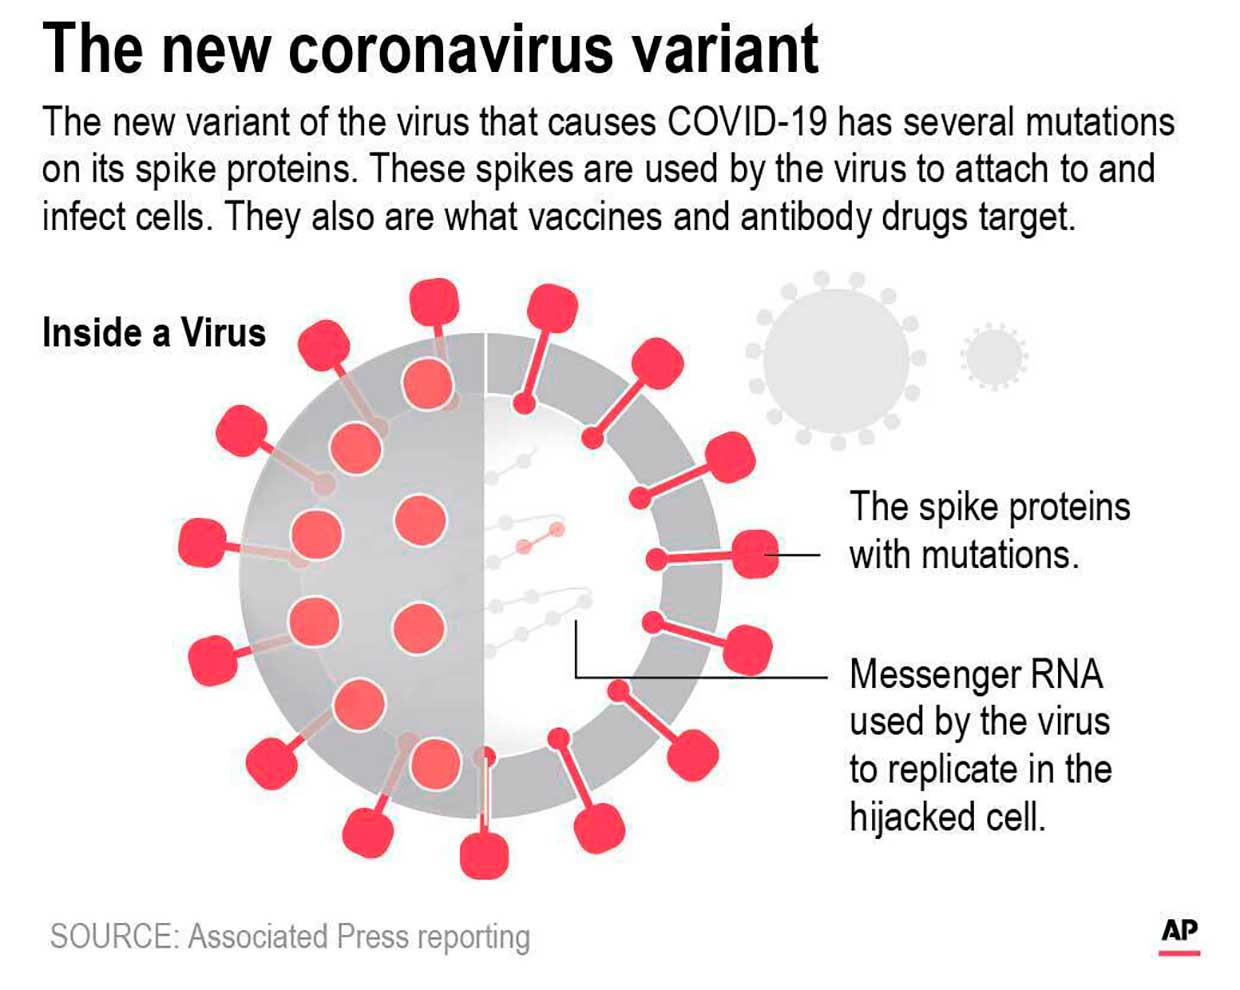 The new coronavirus variant
The new variant of the virus that causes COVID-19 has several mutations
on its spike proteins. These spikes are used by the virus to attach to and
infect cells. They also are what vaccines and antibody drugs target.
Inside a Virus
The spike proteins
with mutations.
Messenger RNA
used by the virus
to replicate in the
hijacked cell.
SOURCE: Associated Press reporting
AP